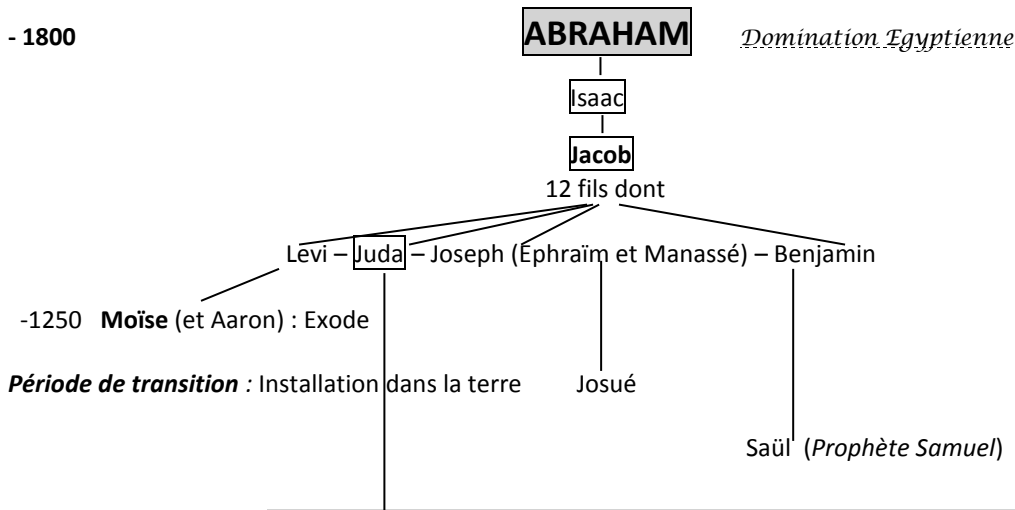 - 1800 ABRAHAM Domination Egyptienne
Isaac
Jacob
12 fils dont
Levi – Juda – Joseph (Ephraïm et Manassé) – Benjamin
-1250 Moïse (et Aaron) : Exode
Période de transition : Installation dans la terre Josué
Saül (Prophète Samuel)